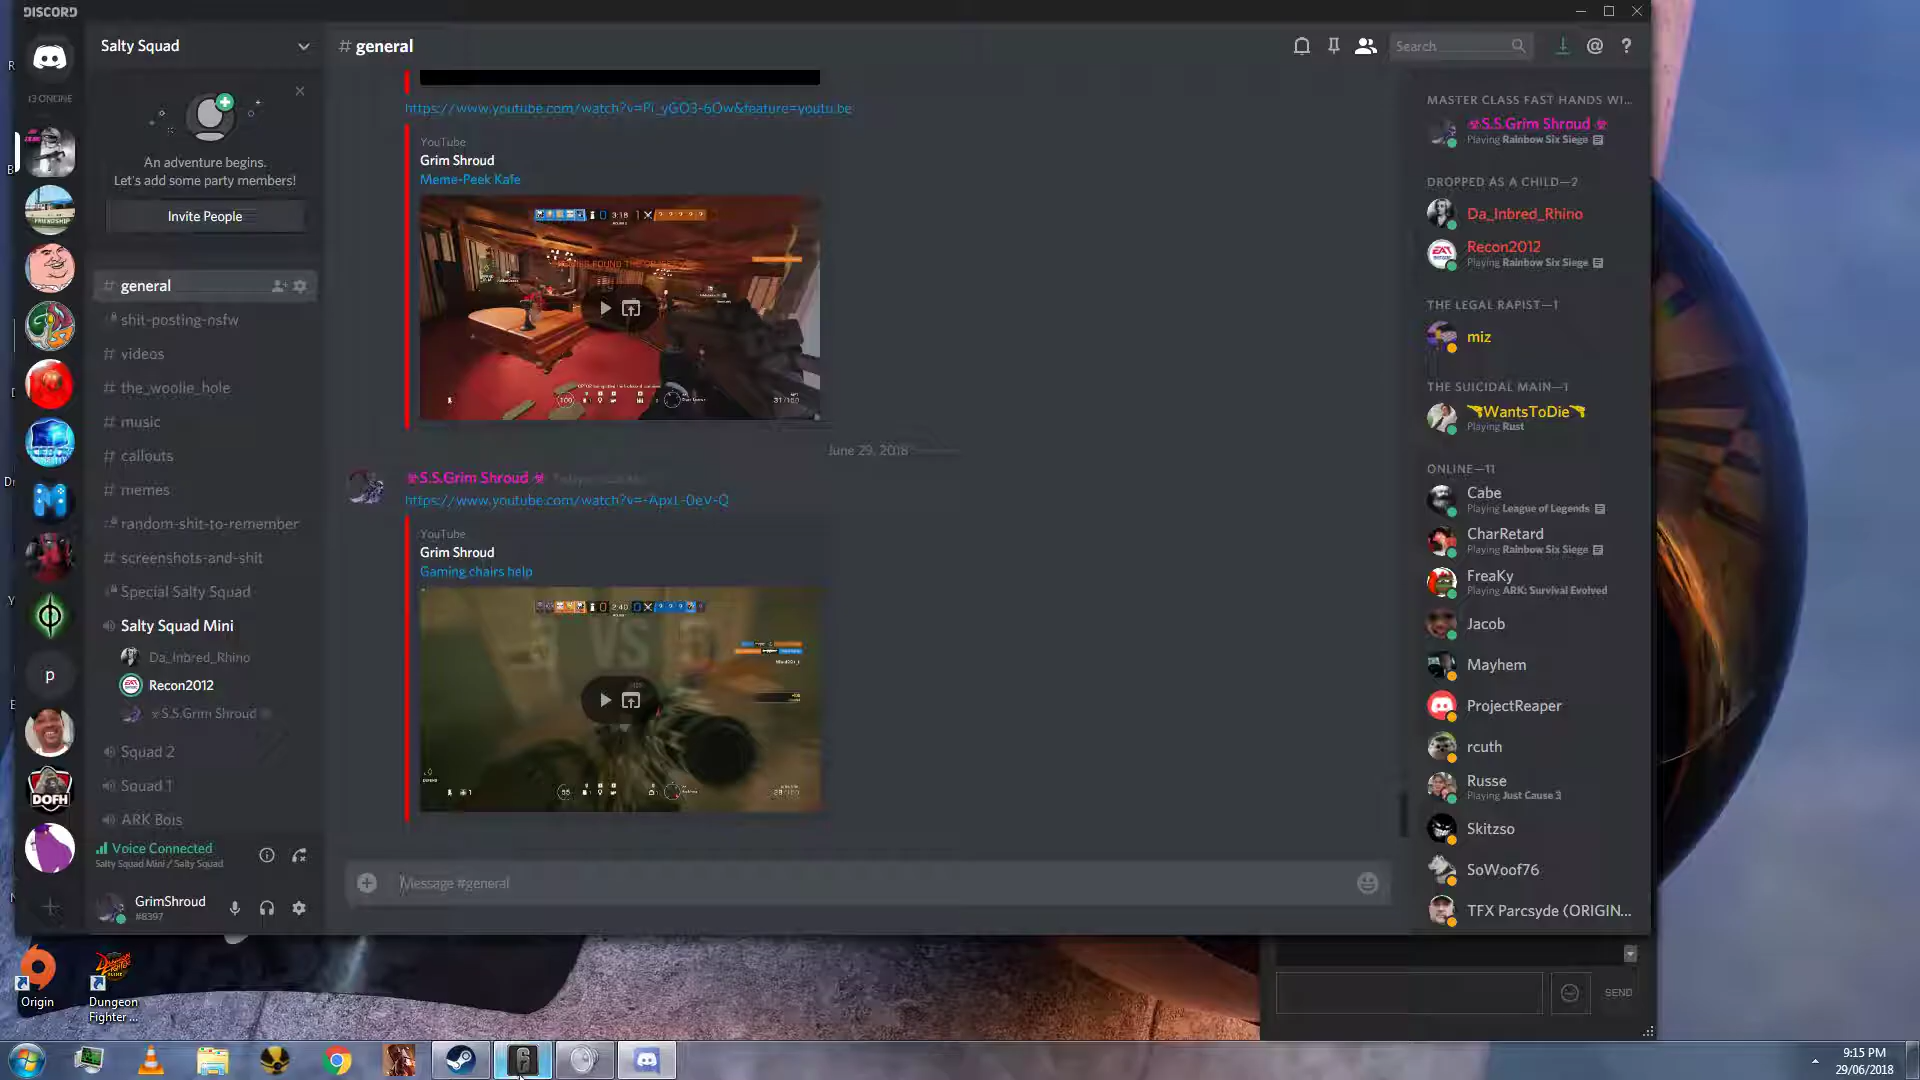 DISCORD
Salty Squad
# general
Search
13 ONLINE
An adventure begins.
Let's add some party members!
Invite People
# general
shit-posting-nsfw
# videos
# the_woolie_hole
# music
# callouts
# memes
random-shit-to-remember
# screenshots-and-shit
Special Salty Squad
Salty Squad Mini
Da_Inbred_Rhino
Recon2012
S.S.Grim Shroud
Squad 2
Squad 1
ARK Bois
Voice Connected
Salty Squad Mini / Salty Squad
GrimShroud
#8397
p
DOFH
https://www.youtube.com/watch?v=Pi_yGO3-6Ow&feature=youtu.be
YouTube
Grim Shroud
Meme-Peek Kafe
3:18
June 29, 2018
S.S.Grim Shroud
https://www.youtube.com/watch?v=-ApxL-0eV-Q
YouTube
Grim Shroud
Gaming chairs help
2:40
VS
Message #general
MASTER CLASS FAST HANDS WI...
S.S.Grim Shroud
Playing Rainbow Six Siege
DROPPED AS A CHILD—2
Da_Inbred_Rhino
Recon2012
Playing Rainbow Six Siege
THE LEGAL RAPIST—1
miz
THE SUICIDAL MAIN—1
WantsToDie
Playing Rust
ONLINE—11
Cabe
Playing League of Legends
CharRetard
Playing Rainbow Six Siege
FreaKy
Playing ARK: Survival Evolved
Jacob
Mayhem
ProjectReaper
rcuth
Russe
Playing Just Cause 3
Skitzso
SoWoof76
TFX Parcsyde (ORIGIN...
SEND
Origin
Dungeon
Fighter ...
9:15 PM
29/06/2018